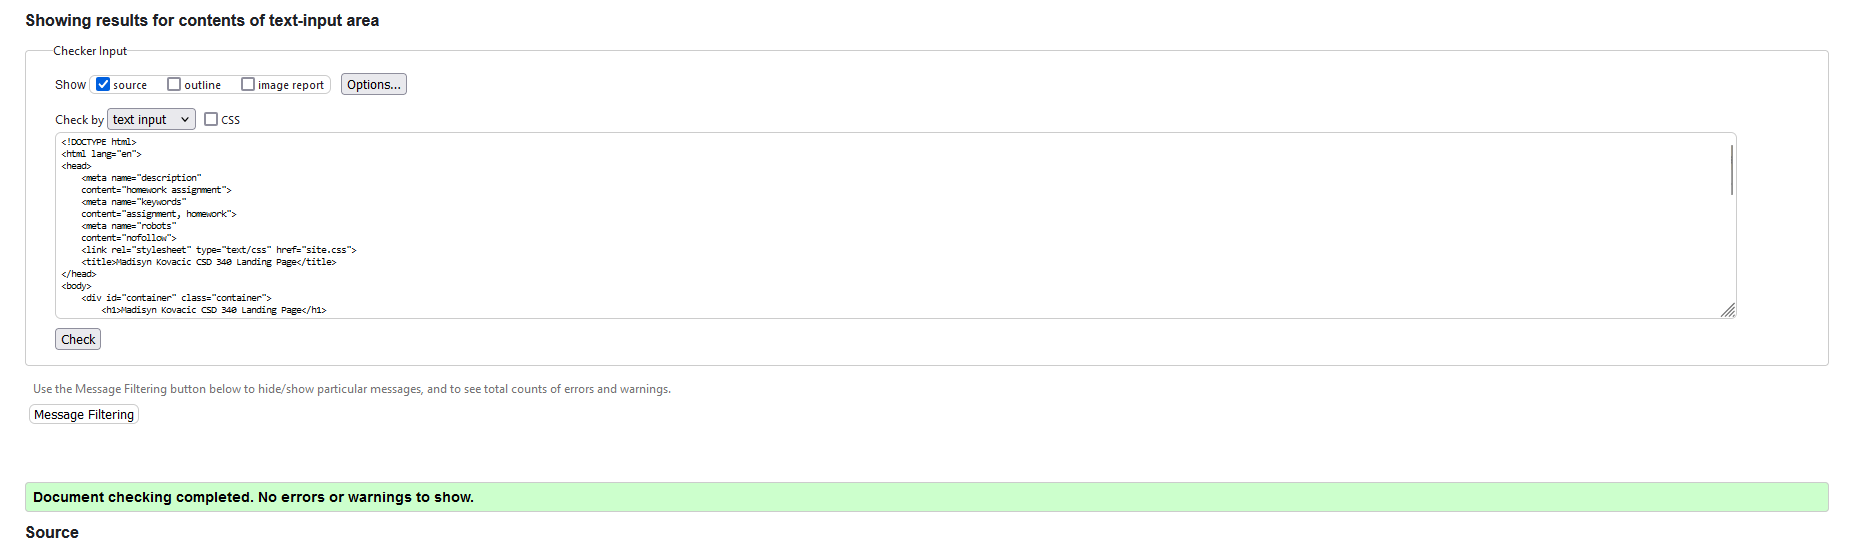 Showing results for contents of text-input area
Checker Input
Show source outline image report Options...
Check by text input CSS
<!DOCTYPE html>
<html lang="en">
<head>
<meta name="description"
content="homework assignment">
<meta name="keywords"
content="assignment, homework">
<meta name="robots"
content="nofollow">
<link rel="stylesheet" type="text/css" href="site.css">
<title>Madisyn Kovacic CSD 340 Landing Page</title>
</head>
<body>
<div id="container" class="container">
<h1>Madisyn Kovacic CSD 340 Landing Page</h1>
Check
Use the Message Filtering button below to hide/show particular messages, and to see total counts of errors and warnings.
Message Filtering
Document checking completed. No errors or warnings to show.
Source